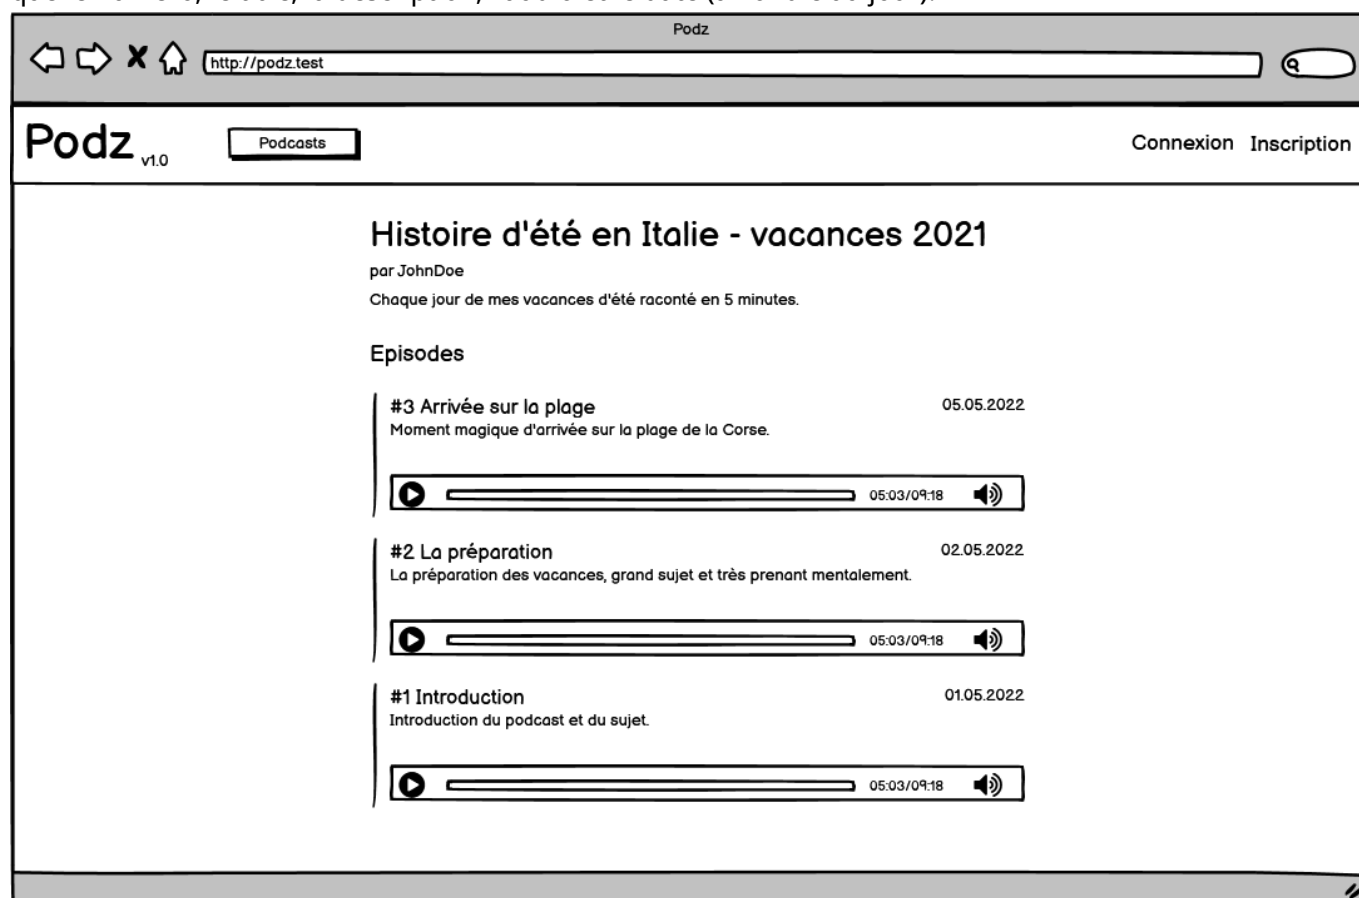 Podz
http://podz.test
Podz v1.0
Podcasts
Connexion Inscription
Histoire d'été en Italie - vacances 2021
par JohnDoe
Chaque jour de mes vacances d'été raconté en 5 minutes.
Episodes
#3 Arrivée sur la plage 05.05.2022
Moment magique d'arrivée sur la plage de la Corse.
05:03/09:18
#2 La préparation 02.05.2022
La préparation des vacances, grand sujet et très prenant mentalement.
05:03/09:18
#1 Introduction 01.05.2022
Introduction du podcast et du sujet.
05:03/09:18